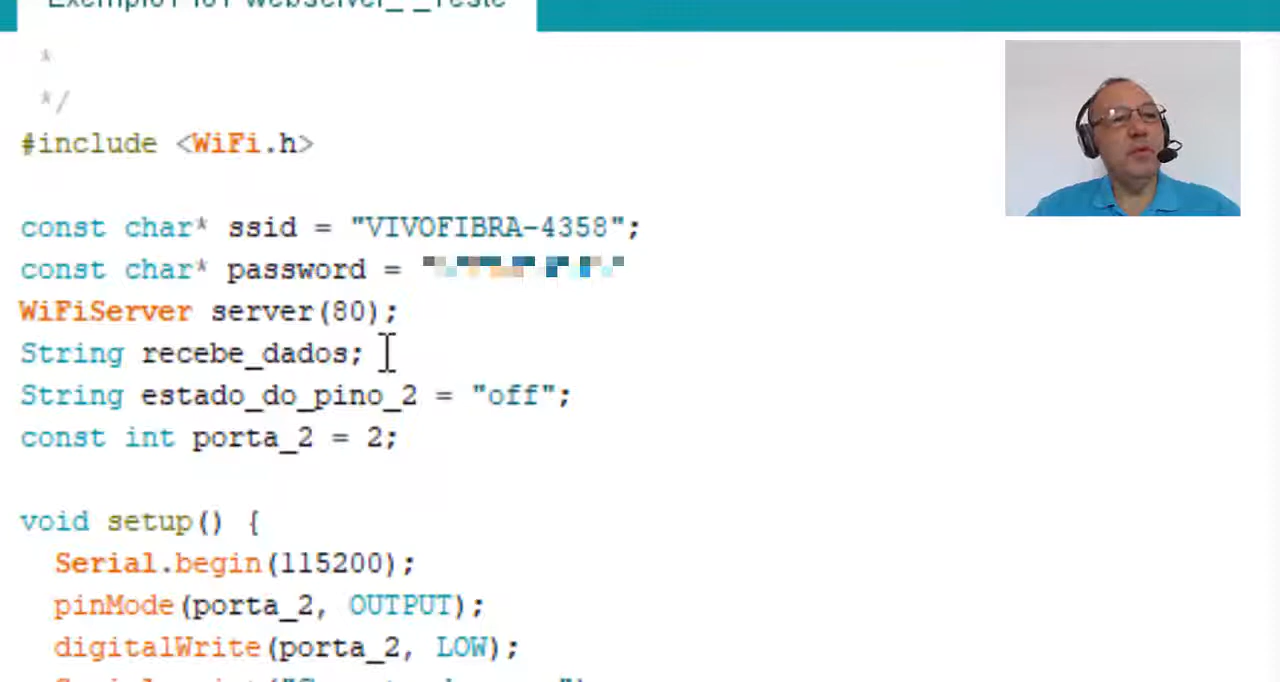 *
*/
#include <WiFi.h>
const char* ssid = "VIVOFIBRA-4358";
const char* password =
WiFiServer server(80);
String recebe_dados;
String estado_do_pino_2 = "off";
const int porta_2 = 2;
void setup() {
Serial.begin(115200);
pinMode(porta_2, OUTPUT);
digitalWrite(porta_2, LOW);